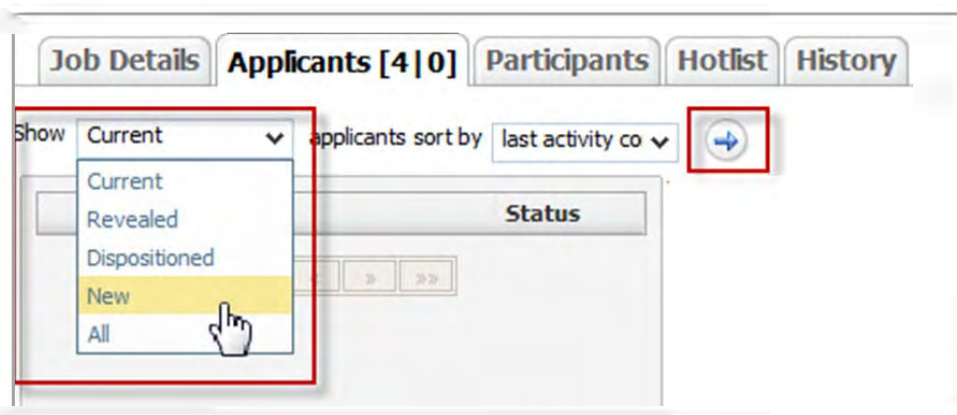 Job Details Applicants [4|0] Participants Hotlist History
Show Current applicants sort by last activity co
Current
Revealed
Status
Dispositioned
New
All